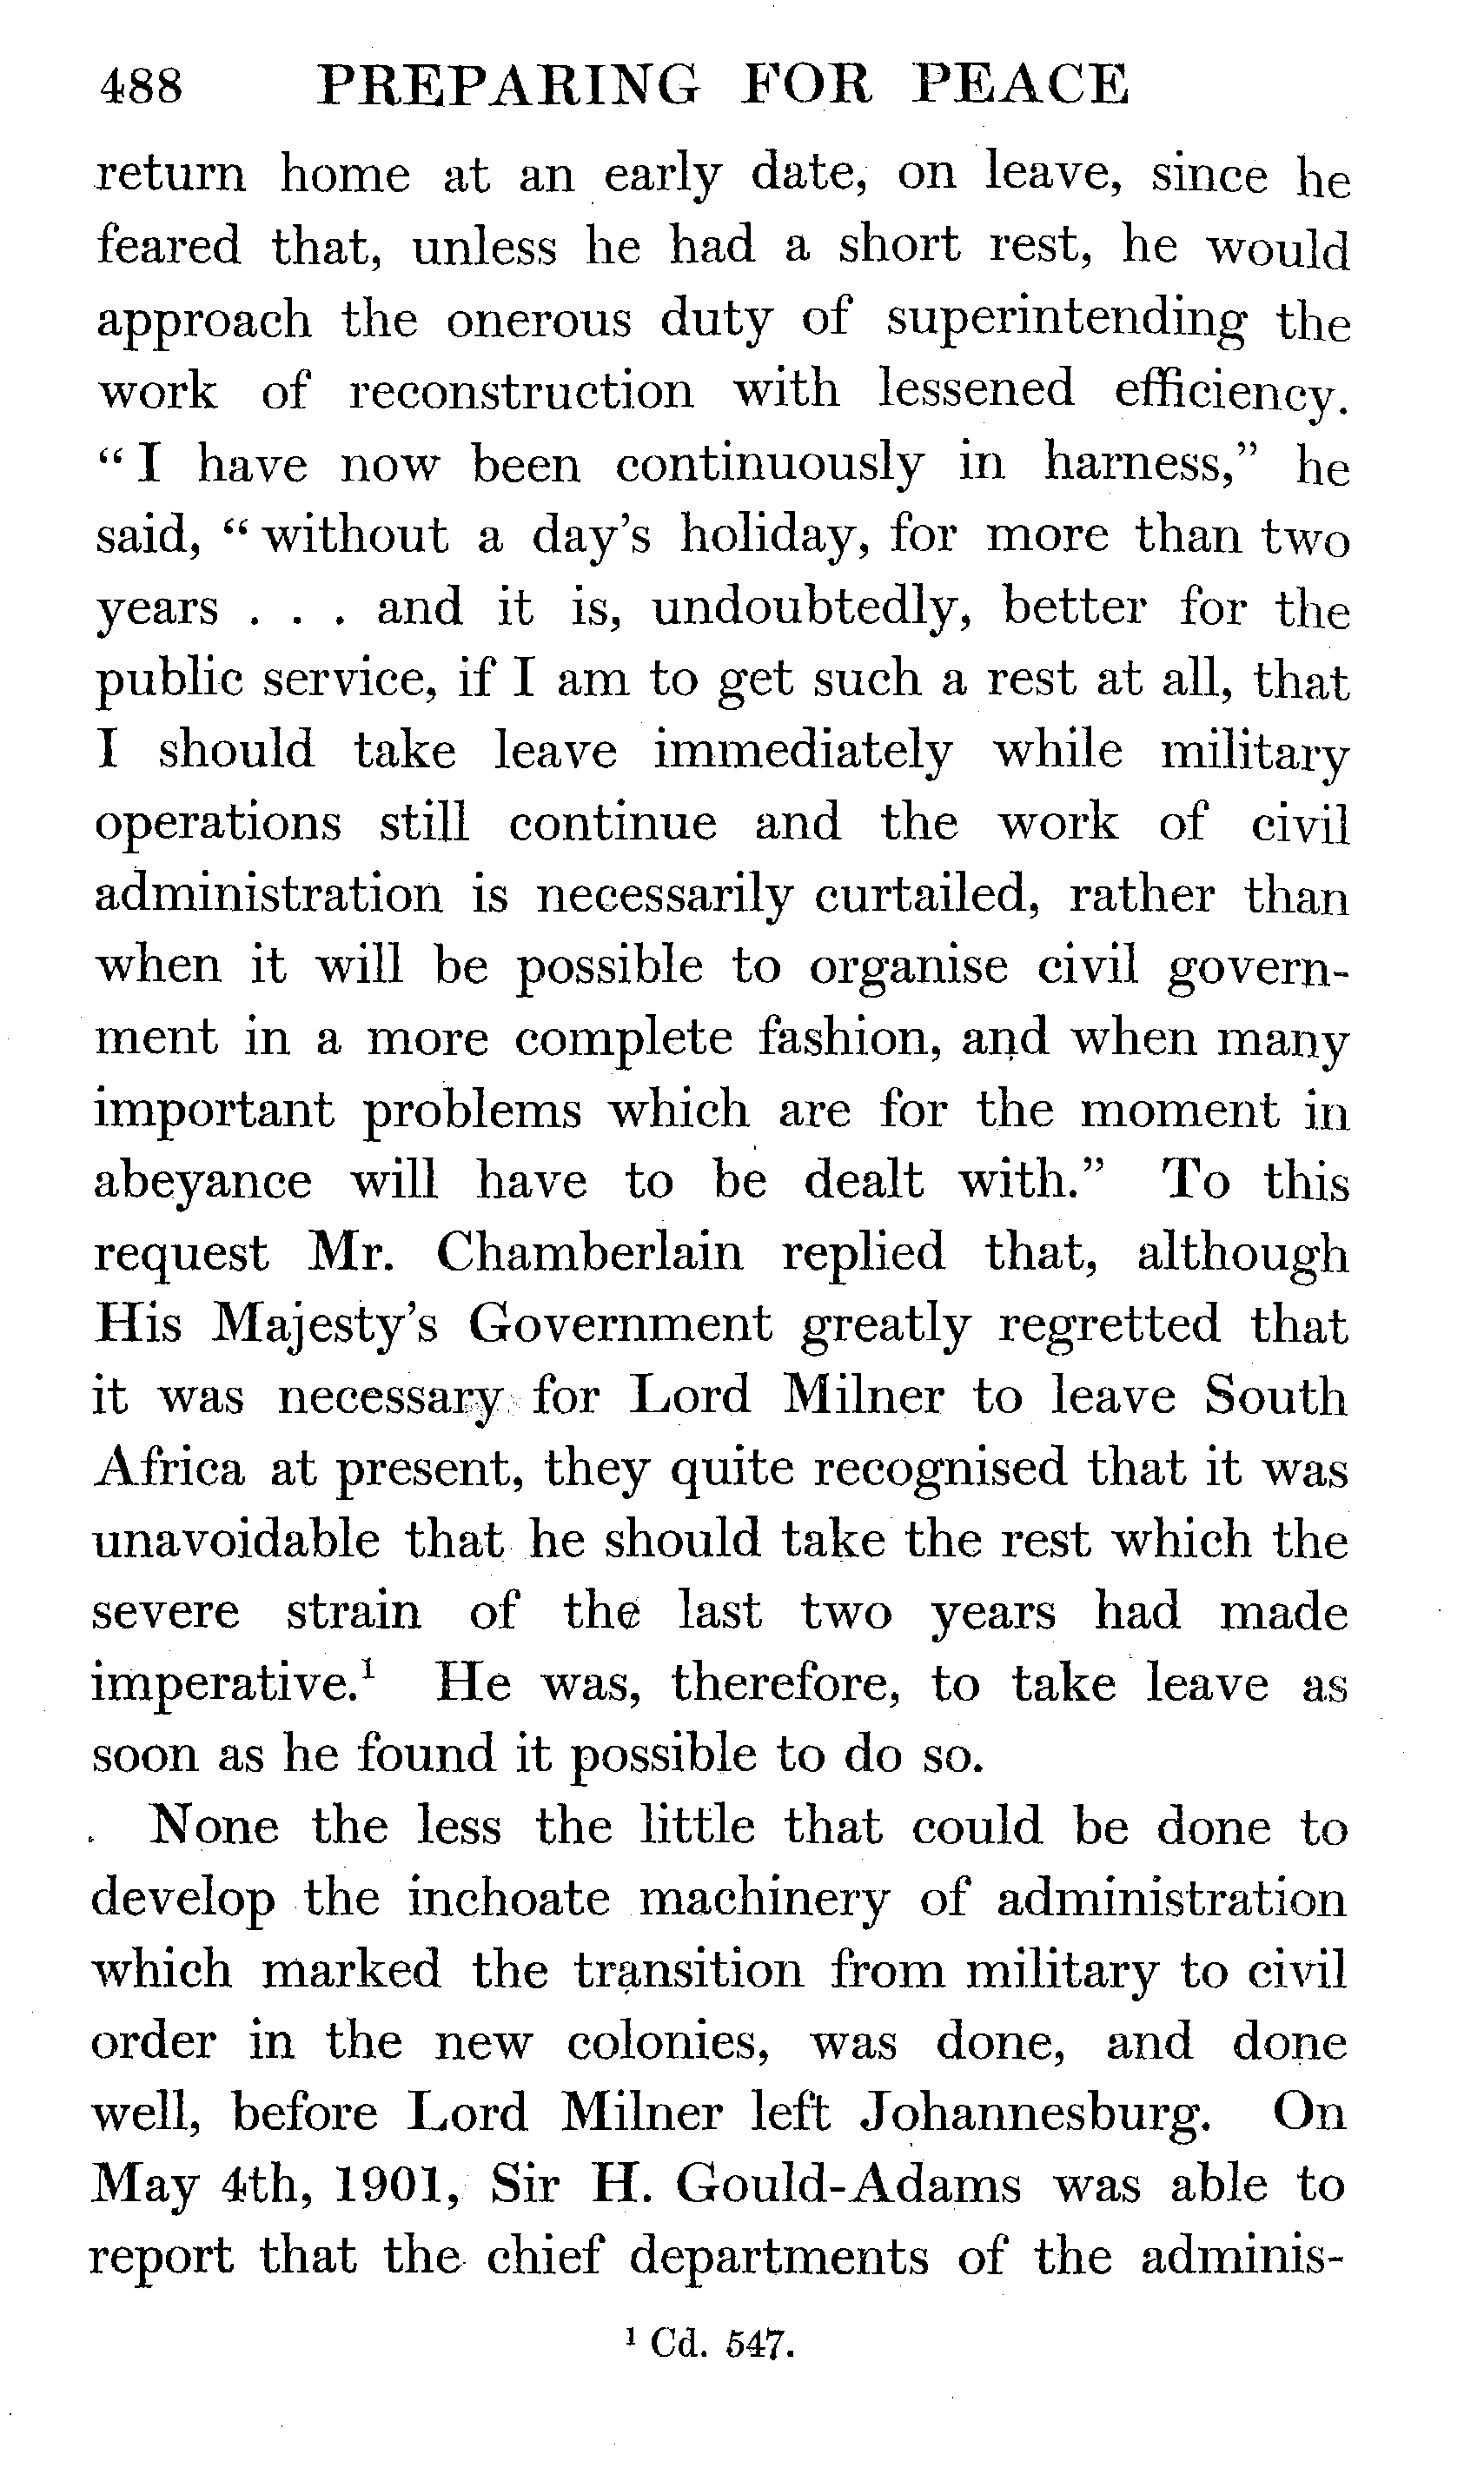 488 PREPARING FOR PEACE
return home at an early date, on leave, since he
feared that, unless he had a short rest, he would
approach the onerous duty of superintending the
work of reconstruction with lessened efficiency.
“ I have now been continuously in harness,” he
said, “ without a day’s holiday, for more than two
years . . . and it is, undoubtedly, better for the
public service, if I am to get such a rest at all, that
I should take leave immediately while military
operations still continue and the work of civil
administration is necessarily curtailed, rather than
when it will be possible to organise civil govern-
ment in a more complete fashion, and when many
important problems which are for the moment in
abeyance will have to be dealt with.” To this
request Mr. Chamberlain replied that, although
His Majesty’s Government greatly regretted that
it was necessary for Lord Milner to leave South
Africa at present, they quite recognised that it was
unavoidable that he should take the rest which the
severe strain of the last two years had made
imperative.¹ He was, therefore, to take leave as
soon as he found it possible to do so.
None the less the little that could be done to
develop the inchoate machinery of administration
which marked the transition from military to civil
order in the new colonies, was done, and done
well, before Lord Milner left Johannesburg. On
May 4th, 1901, Sir H. Gould-Adams was able to
report that the chief departments of the adminis-
¹ Cd. 547.